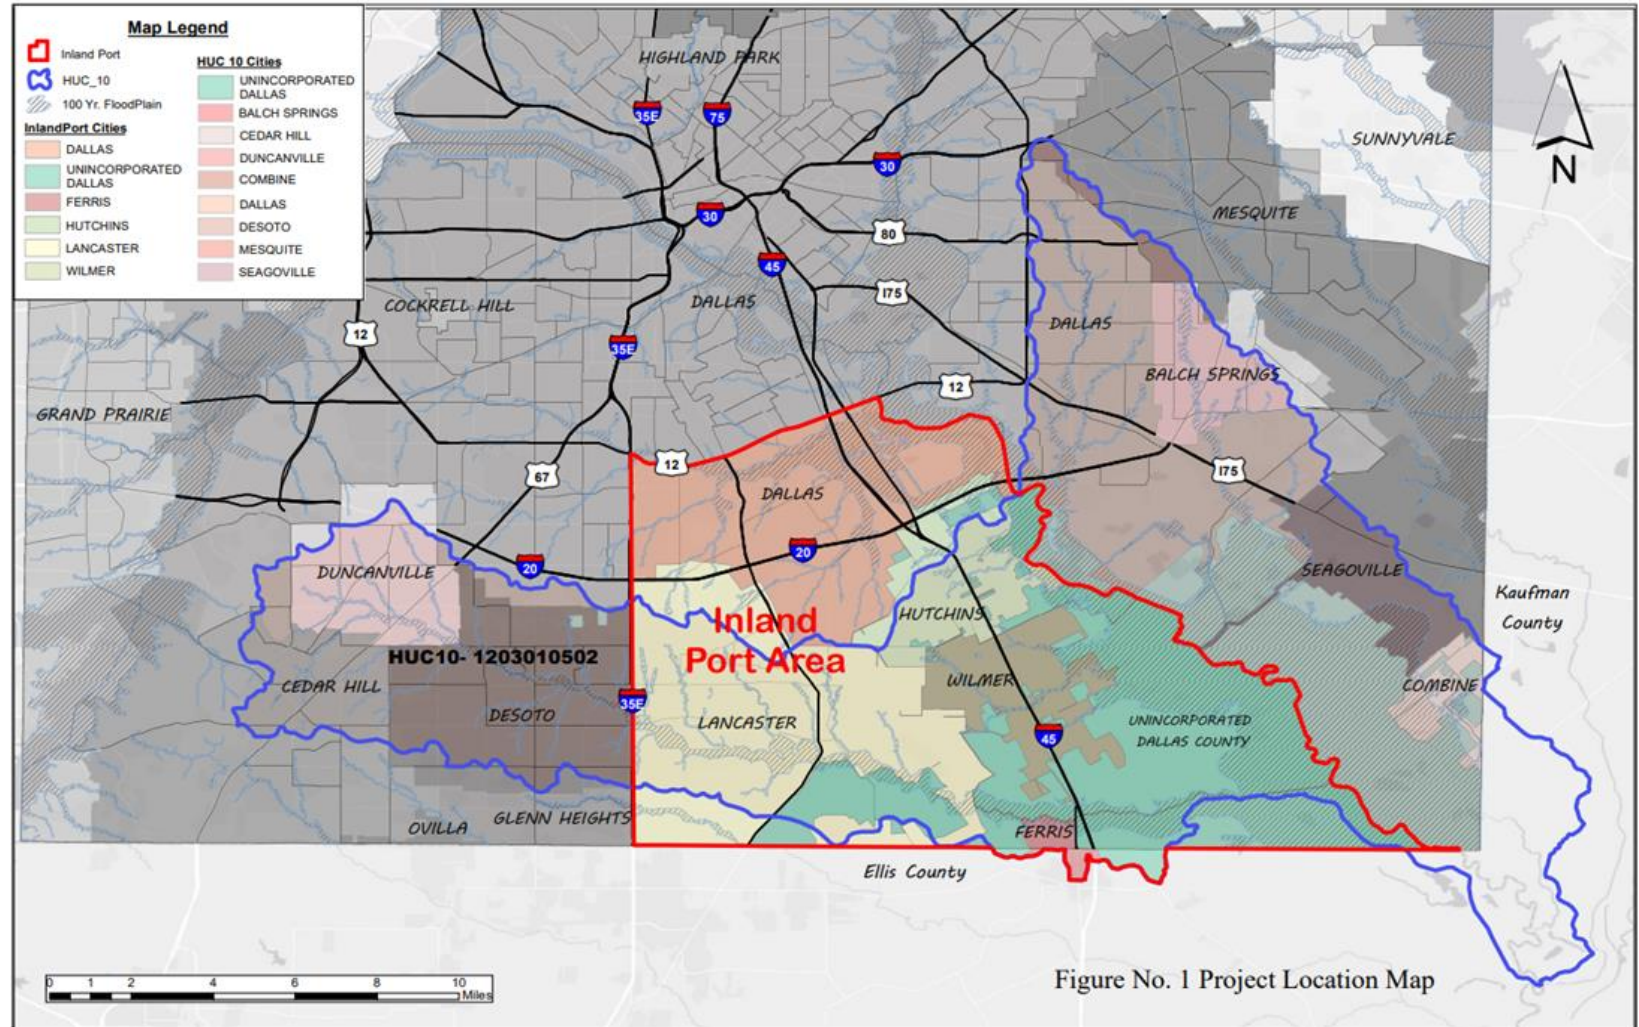 Map Legend
Inland Port
HUC_10
100 Yr. FloodPlain
InlandPort Cities
DALLAS
UNINCORPORATED
DALLAS
FERRIS
HUTCHINS
LANCASTER
WILMER
HUC 10 Cities
UNINCORPORATED
DALLAS
BALCH SPRINGS
CEDAR HILL
DUNCANVILLE
COMBINE
DALLAS
DESOTO
MESQUITE
SEAGOVILLE
HIGHLAND PARK
35E
75
SUNNYVALE
N
30
30
MESQUITE
80
45
175
COCKRELL HILL
DALLAS
DALLAS
12
35E
BALCH SPRINGS
12
GRAND PRAIRIE
12
67
175
DALLAS
20
20
DUNCANVILLE
SEAGOVILLE
Kaufman
County
Inland
Port Area
HUTCHINS
HUC10- 1203010502
CEDAR HILL
WILMER
COMBINE
35E
DESOTO
LANCASTER
UNINCORPORATED
DALLAS COUNTY
45
OVILLA
GLENN HEIGHTS
FERRIS
Ellis County
0 1 2 4 6 8 10
Miles
Figure No. 1 Project Location Map